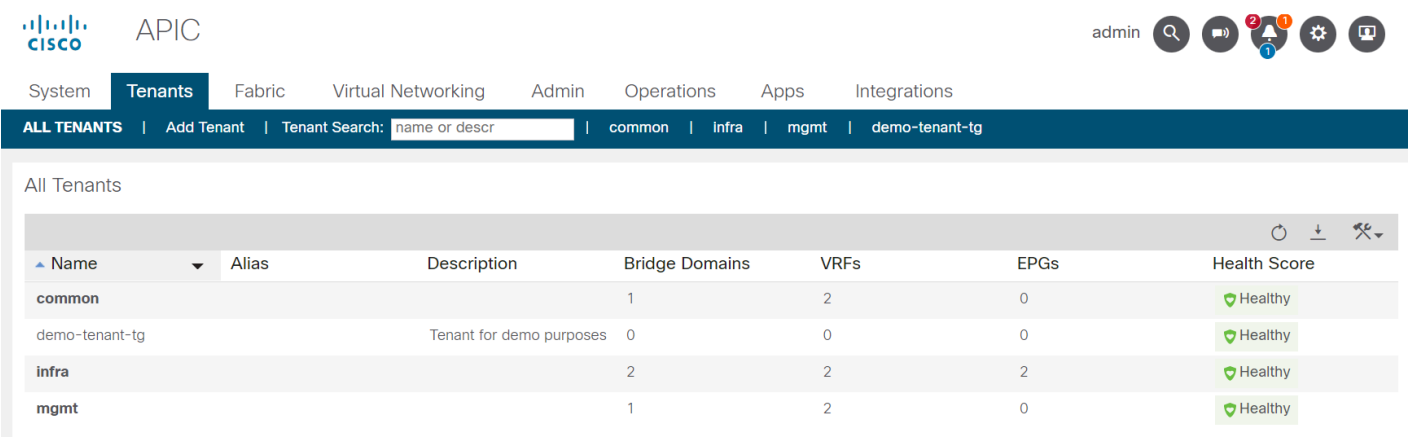 CISCO APIC admin 2 1 1
System Tenants Fabric Virtual Networking Admin Operations Apps Integrations
ALL TENANTS | Add Tenant | Tenant Search: name or descr | common | infra | mgmt | demo-tenant-tg
All Tenants
Name Alias Description Bridge Domains VRFs EPGs Health Score
common 1 2 0 Healthy
demo-tenant-tg Tenant for demo purposes 0 0 0 Healthy
infra 2 2 2 Healthy
mgmt 1 2 0 Healthy